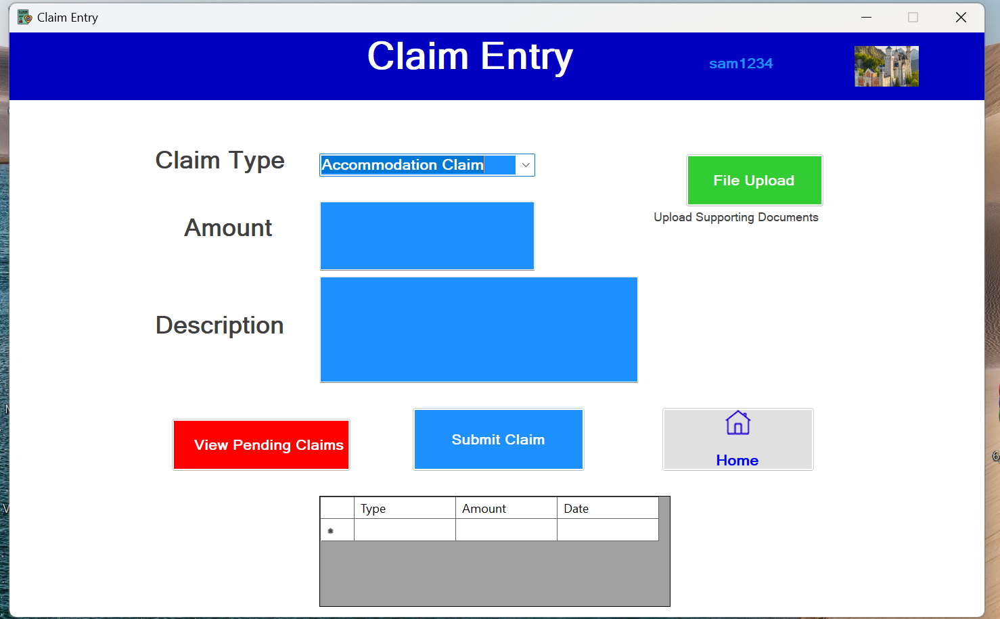 Claim Entry
Claim Entry
sam1234
Claim Type
Accommodation Claim
File Upload
Upload Supporting Documents
Amount
Description
View Pending Claims
Submit Claim
Home
Type Amount Date